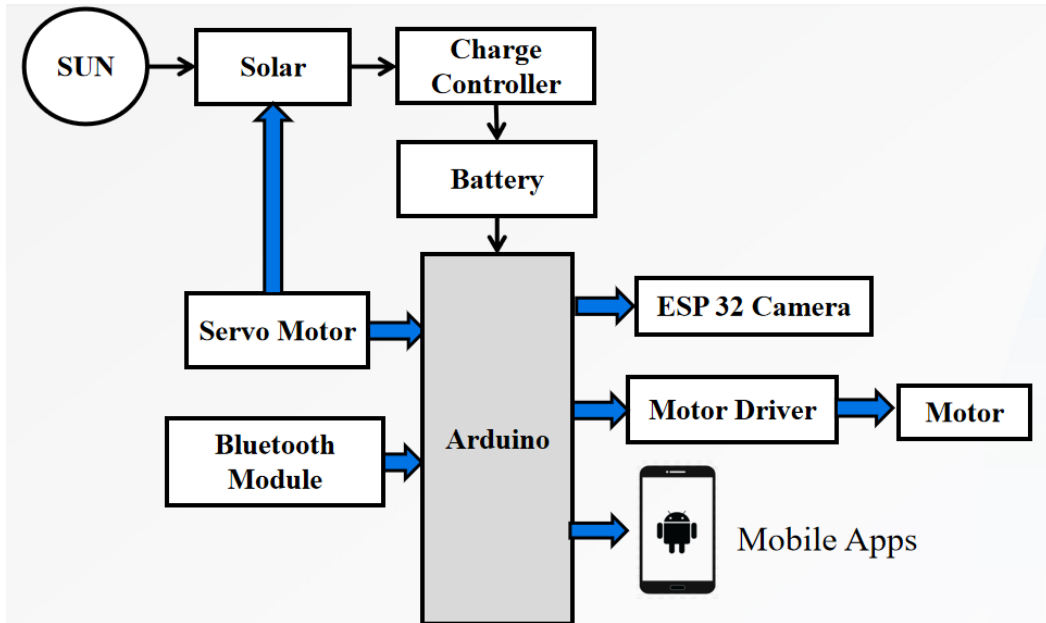 SUN
Solar
Charge
Controller
Battery
Servo Motor
ESP 32 Camera
Motor Driver
Motor
Bluetooth
Module
Arduino
Mobile Apps